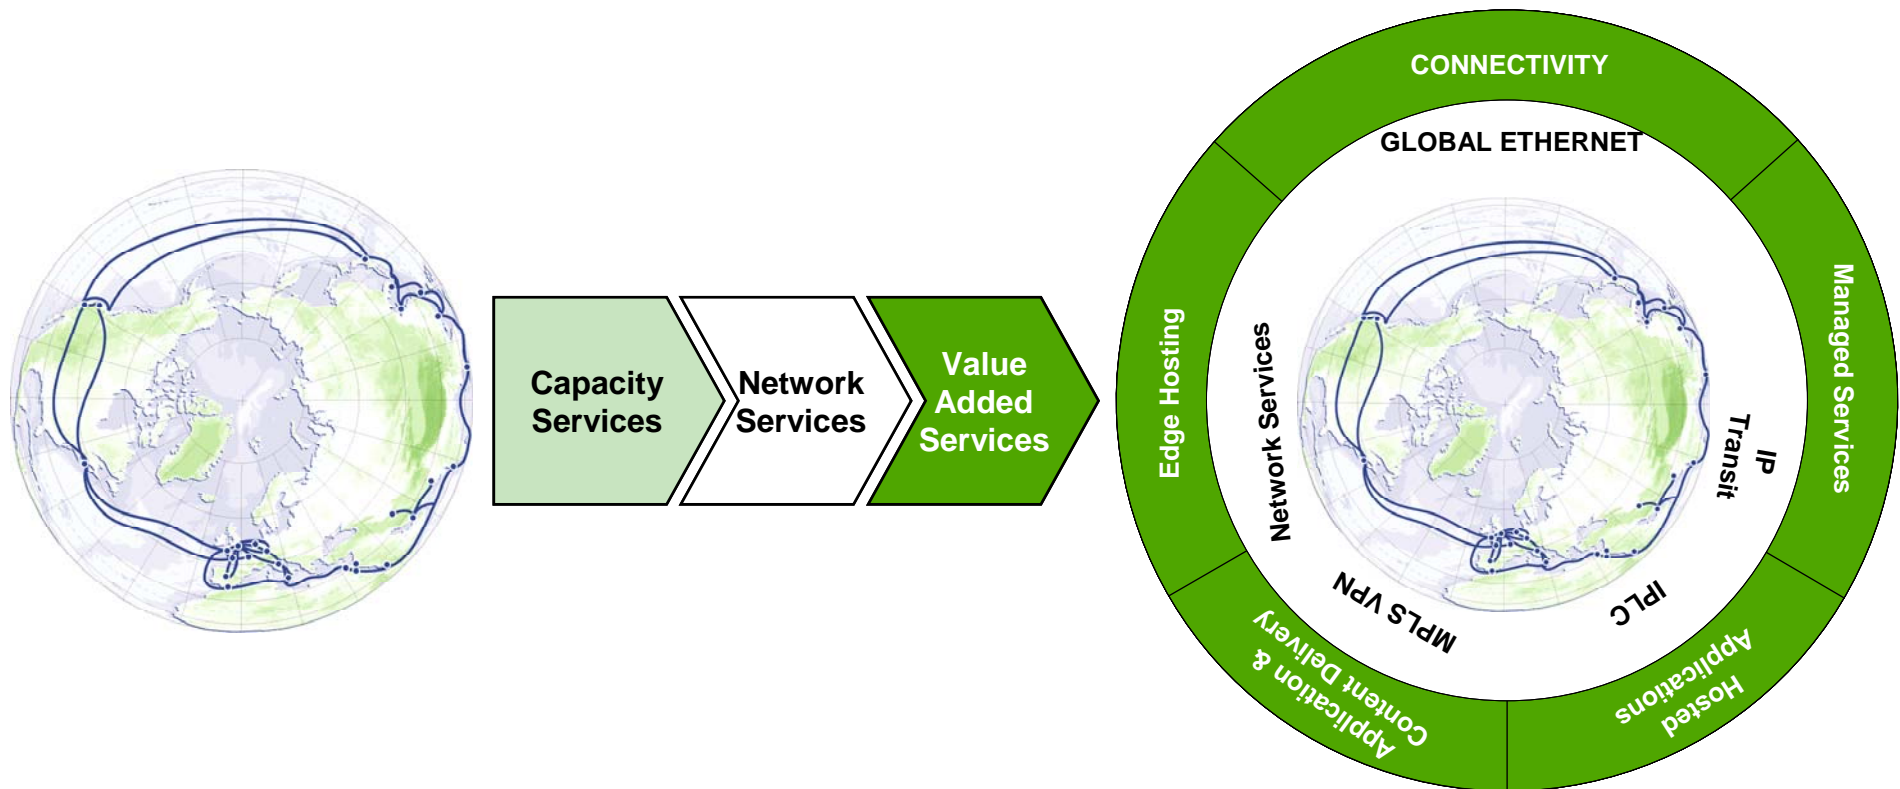 Capacity
Services
Network
Services
Value
Added
Services
CONNECTIVITY
GLOBAL ETHERNET
Edge Hosting
Network Services
IP
Transit
Managed Services
MPLS VPN
IPLC
Application &
Content Delivery
Hosted
Applications